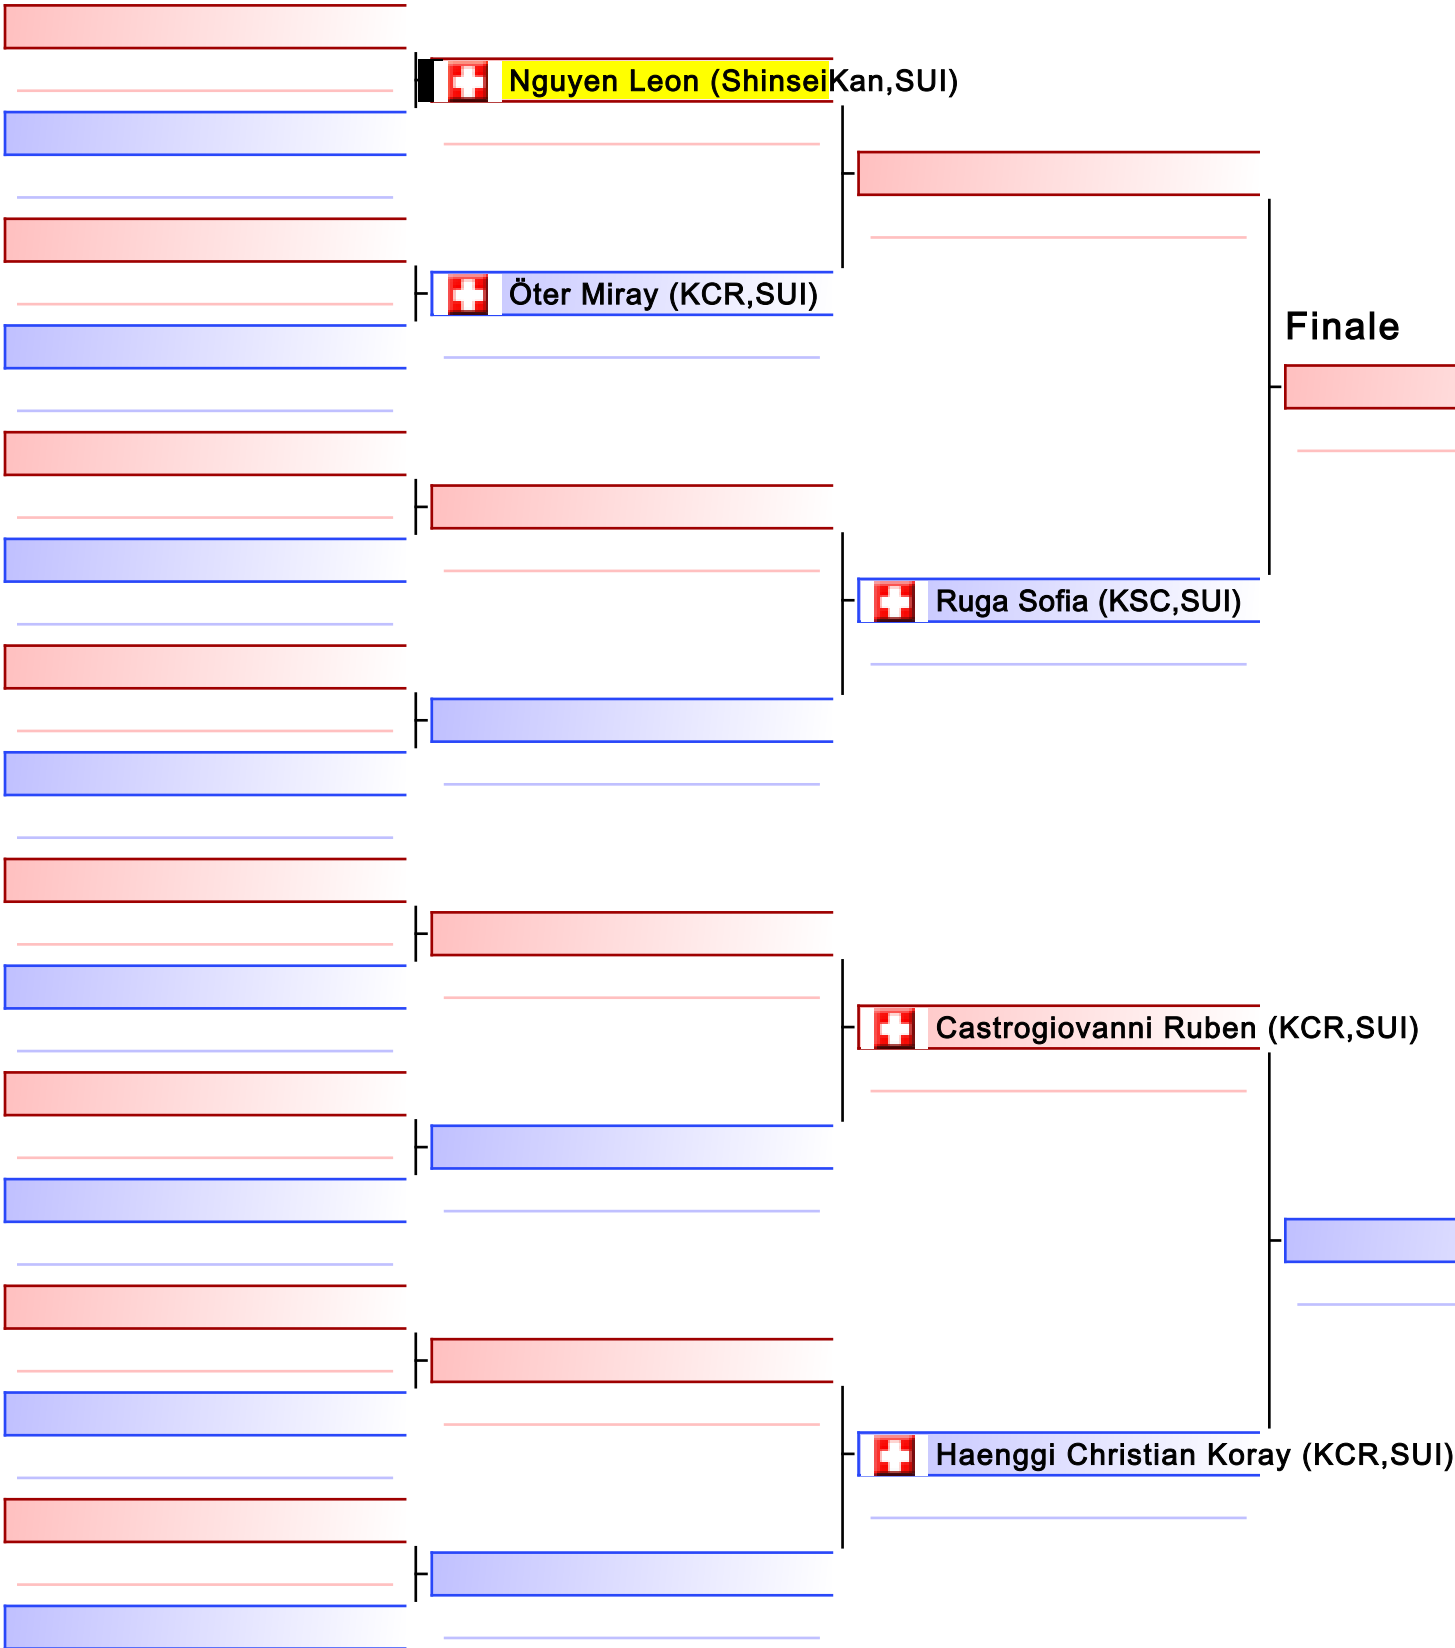 Nguyen Leon (ShinseiKan,SUI)
Öter Miray (KCR,SUI)
Finale
Ruga Sofia (KSC,SUI)
Castrogiovanni Ruben (KCR,SUI)
Haenggi Christian Koray (KCR,SUI)